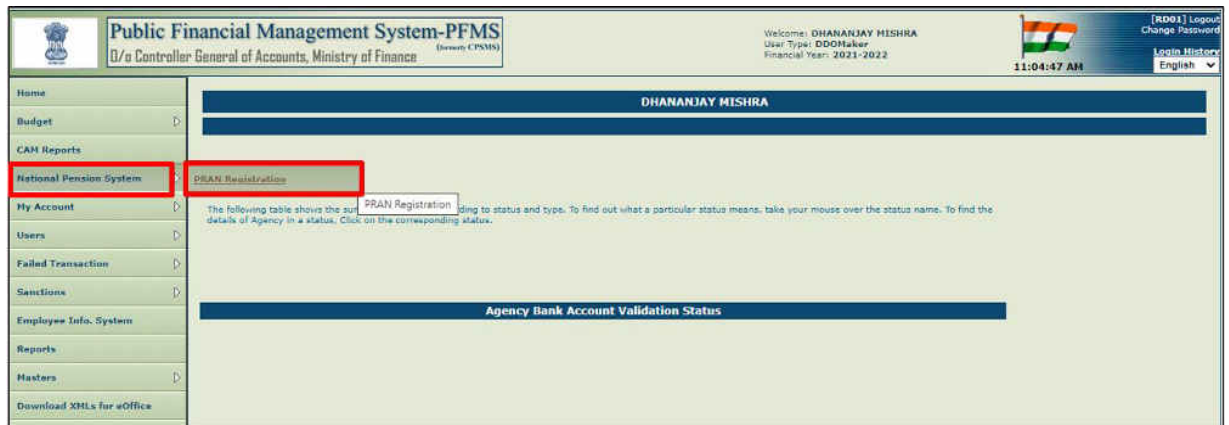 Public Financial Management System-PFMS
(formerly CPSMS)
O/o Controller General of Accounts, Ministry of Finance
Welcome: DHANANJAY MISHRA
User Type: DDOMaker
Financial Year: 2021-2022
11:04:47 AM
[RD01] Logout
Change Password
Login History
English
Home
Budget
CAM Reports
National Pension System
My Account
Users
Failed Transaction
Sanctions
Employee Info. System
Reports
Masters
Download XMLs for eOffice
DHANANJAY MISHRA
PRAN Registration
PRAN Registration
The following table shows the ding to status and type. To find out what a particular status means, take your mouse over the status name. To find the
details of Agency in a status, Click on the corresponding status.
Agency Bank Account Validation Status